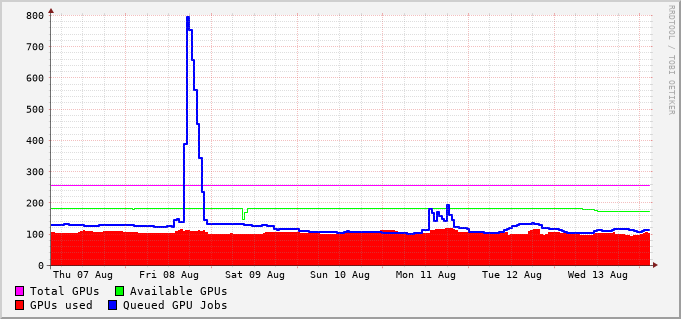 800
700
600
500
400
300
200
100
0
Thu 07 Aug Fri 08 Aug Sat 09 Aug Sun 10 Aug Mon 11 Aug Tue 12 Aug Wed 13 Aug
Total GPUs Available GPUs
GPUs used Queued GPU Jobs
RRDTOOL / TOBI OETIKER